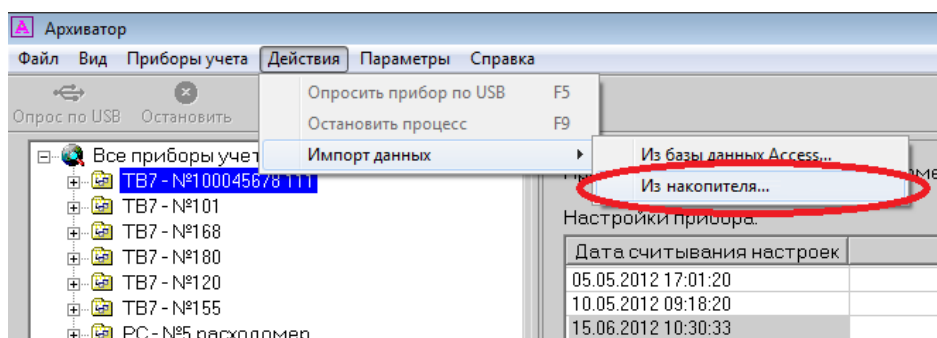 Архиватор
Файл Вид Приборы учета Действия Параметры Справка
Опрос по USB Остановить
Опросить прибор по USB F5
Остановить процесс F9
Импорт данных
Из базы данных Access...
Из накопителя...
Все приборы учет
ТВ7 - №100045678 111
ТВ7 - №101
ТВ7 - №168
ТВ7 - №180
ТВ7 - №120
ТВ7 - №155
РС - №5 расходомер
Настройки прибора:
Дата считывания настроек
05.05.2012 17:01:20
10.05.2012 09:18:20
15.06.2012 10:30:33